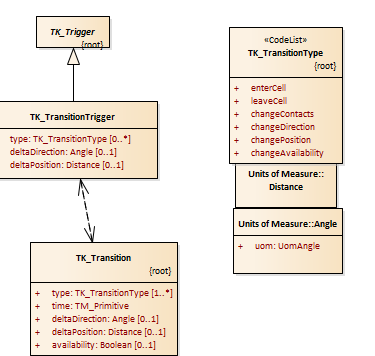 TK_Trigger
{root}
TK_TransitionTrigger
type: TK_TransitionType [0..*]
deltaDirection: Angle [0..1]
deltaPosition: Distance [0..1]
TK_Transition
{root}
+ type: TK_TransitionType [1..*]
+ time: TM_Primitive
+ deltaDirection: Angle [0..1]
+ deltaPosition: Distance [0..1]
+ availability: Boolean [0..1]
«CodeList»
TK_TransitionType
{root}
+ enterCell
+ leaveCell
+ changeContacts
+ changeDirection
+ changePosition
+ changeAvailability
Units of Measure::
Distance
Units of Measure::Angle
+ uom: UomAngle